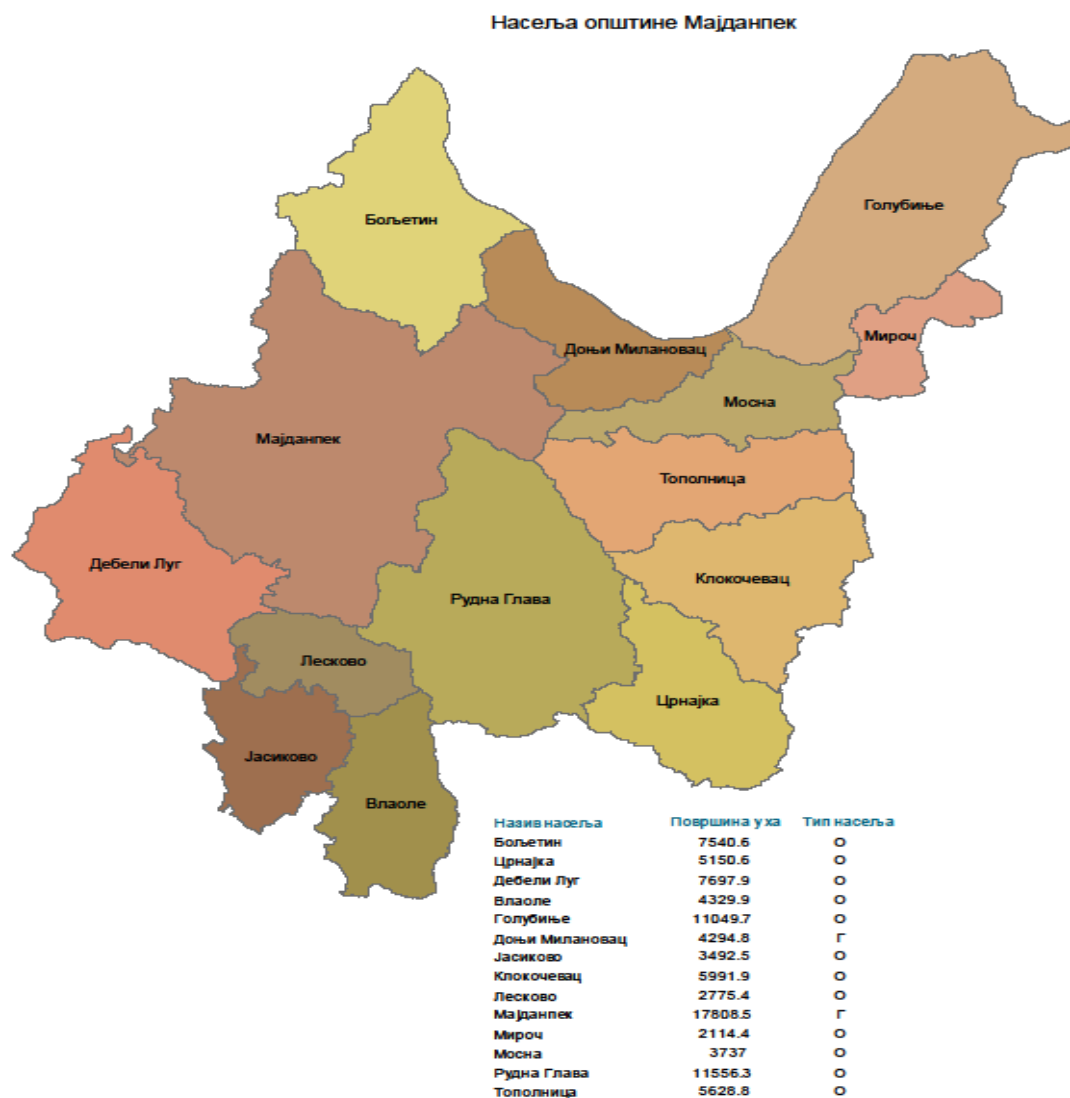 Насеља општине Мајданпек
Бољетин
Голубиње
Мироч
Доњи Милановац
Мосна
Мајданпек
Тополница
Дебели Луг
Клокочевац
Рудна Глава
Лесково
Црнајка
Јасиково
Влаоле
Назив насеља Површина у ха Тип насеља
Бољетин 7540.6 О
Црнајка 5150.6 О
Дебели Луг 7697.9 О
Влаоле 4329.9 О
Голубиње 11049.7 О
Доњи Милановац 4294.8 Г
Јасиково 3492.5 О
Клокочевац 5991.9 О
Лесково 2775.4 О
Мајданпек 17808.5 Г
Мироч 2114.4 О
Мосна 3737 О
Рудна Глава 11556.3 О
Тополница 5628.8 О